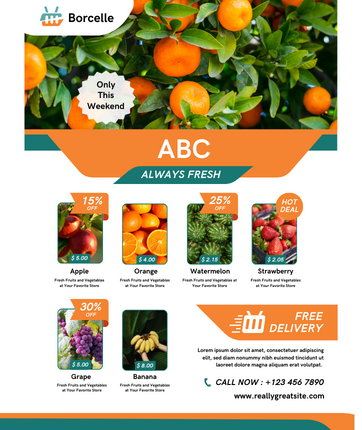 Borcelle
Only
This
Weekend
ABC
ALWAYS FRESH
15%
OFF
$ 5.00
Apple
Fresh Fruits and Vegetables
at Your Favorite Store
$ 4.00
Orange
Fresh Fruits and Vegetables
at Your Favorite Store
25%
OFF
$ 2.15
Watermelon
Fresh Fruits and Vegetables
at Your Favorite Store
HOT
DEAL
$ 2.05
Strawberry
Fresh Fruits and Vegetables
at Your Favorite Store
30%
OFF
$ 5.00
Grape
Fresh Fruits and Vegetables
at Your Favorite Store
$ 8.00
Banana
Fresh Fruits and Vegetables
at Your Favorite Store
FREE
DELIVERY
Lorem ipsum dolor sit amet, consectetuer adipiscing
elit, sed diam nonummy nibh euismod tincidunt ut
laoreet dolore magna aliquam erat volutpat.
CALL NOW : +123 456 7890
www.reallygreatsite.com